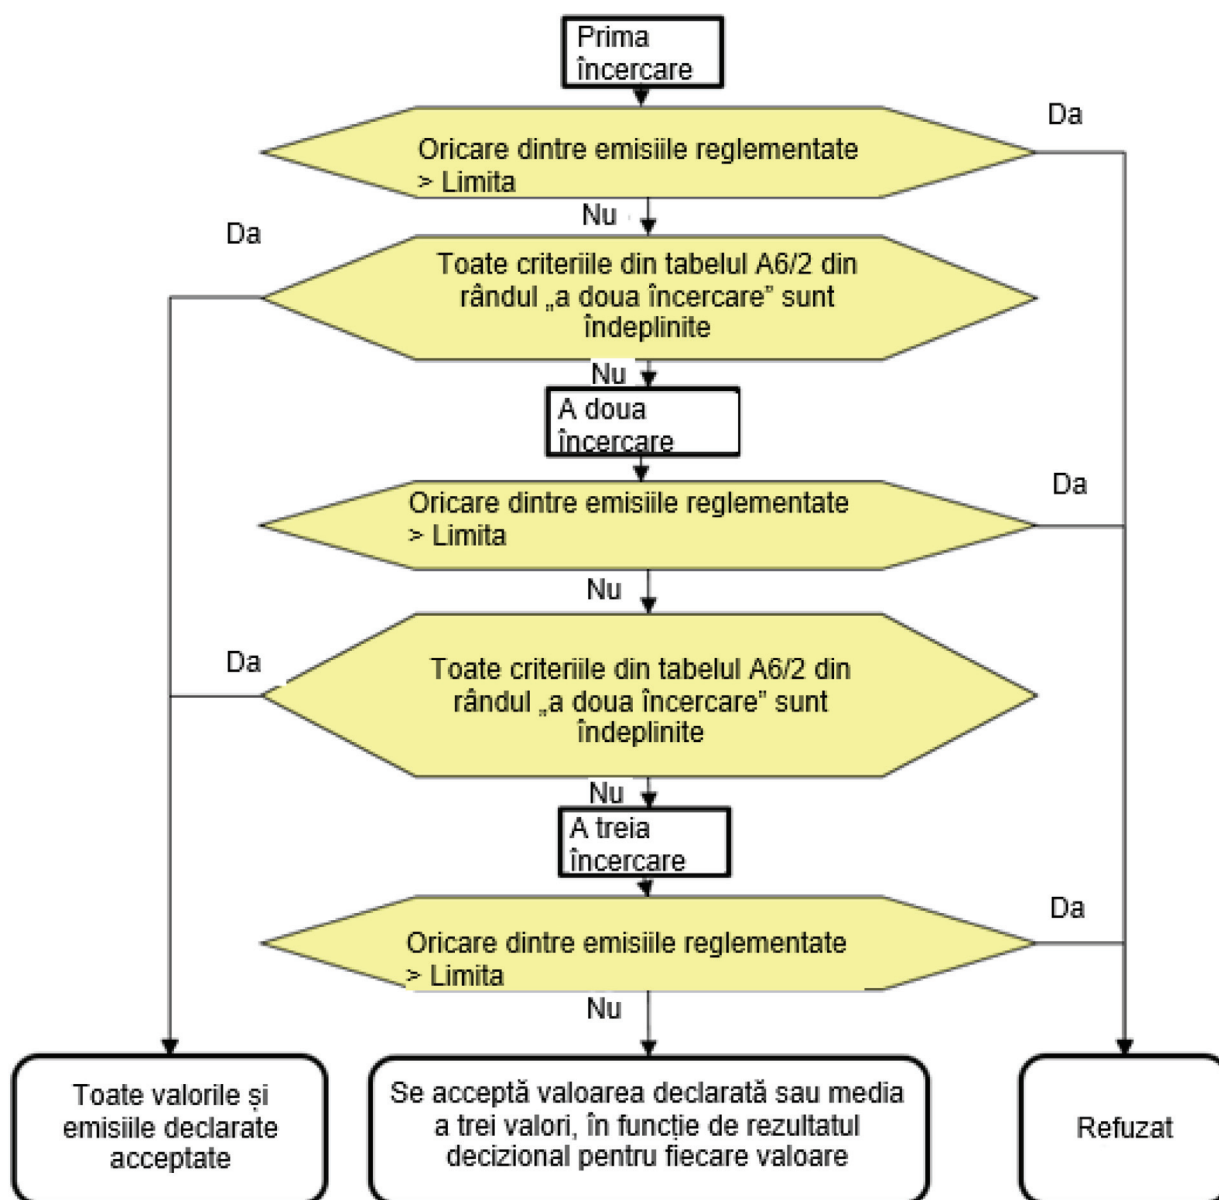 Prima
încercare
Da
Oricare dintre emisiile reglementate
> Limita
Nu
Da
Toate criteriile din tabelul A6/2 din
rândul „a doua încercare” sunt
îndeplinite
Nu
A doua
încercare
Da
Oricare dintre emisiile reglementate
> Limita
Nu
Da
Toate criteriile din tabelul A6/2 din
rândul „a doua încercare” sunt
îndeplinite
Nu
A treia
încercare
Da
Oricare dintre emisiile reglementate
> Limita
Nu
Toate valorile și
emisiile declarate
acceptate
Se acceptă valoarea declarată sau media
a trei valori, în funcție de rezultatul
decizional pentru fiecare valoare
Refuzat